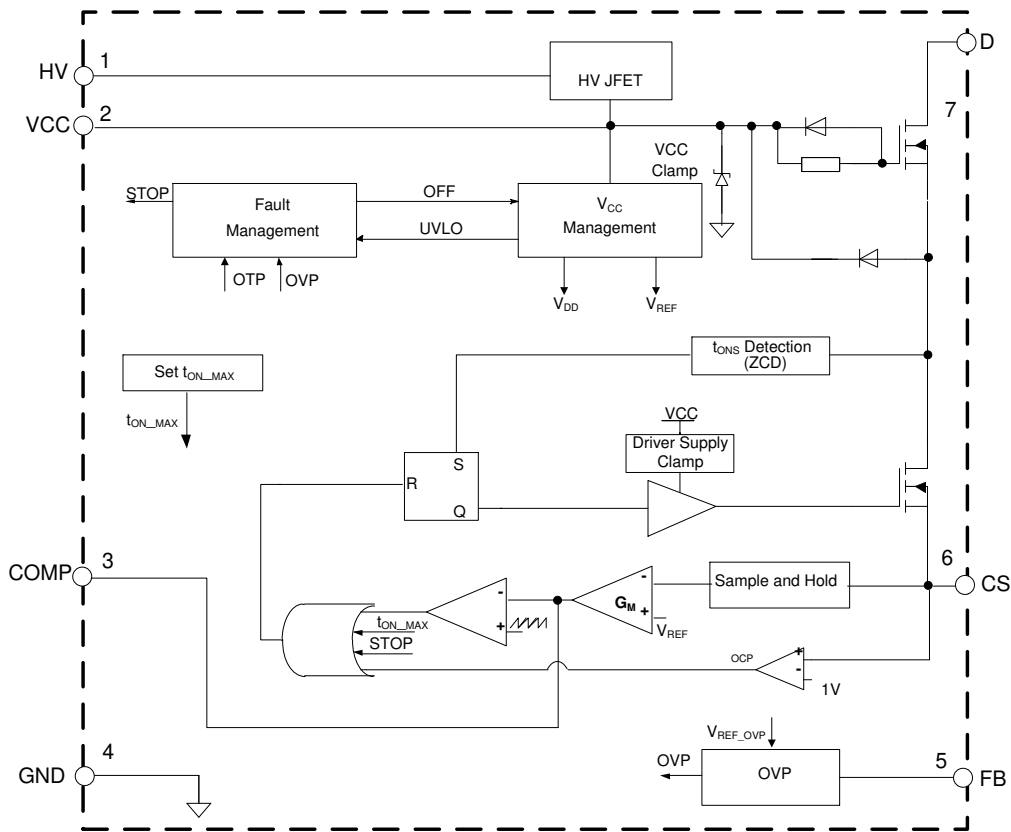 D
1
HV
HV JFET
2
VCC
7
VCC
Clamp
STOP
OFF
Fault
Management
UVLO
VCC
Management
OTP
OVP
VDD
VREF
tONS Detection
(ZCD)
Set tON_MAX
tON_MAX
VCC
Driver Supply
Clamp
S
R
Q
3
COMP
6
CS
Sample and Hold
-
GM
+
VREF
-
+
tON_MAX
STOP
OCP
+
-
1V
VREF_OVP
4
GND
OVP
OVP
5
FB